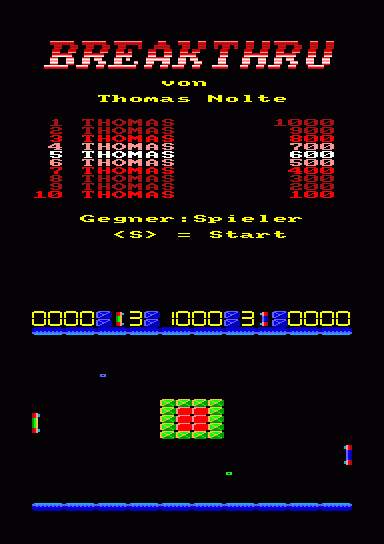 BREAKTHRU
von
Thomas Nolte
1 THOMAS 1000
2 THOMAS 900
3 THOMAS 800
4 THOMAS 700
5 THOMAS 600
6 THOMAS 500
7 THOMAS 400
8 THOMAS 300
9 THOMAS 200
10 THOMAS 100
Gegner:Spieler
<S> = Start
0000 3 1000 3 0000